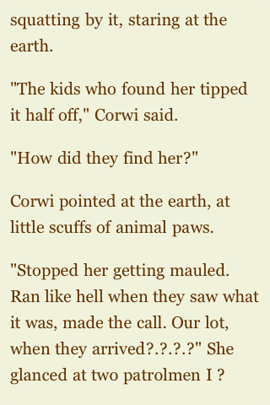 squatting by it, staring at the
earth.
"The kids who found her tipped
it half off," Corwi said.
"How did they find her?"
Corwi pointed at the earth, at
little scuffs of animal paws.
"Stopped her getting mauled.
Ran like hell when they saw what
it was, made the call. Our lot,
when they arrived?.?.?.?" She
glanced at two patrolmen I ?